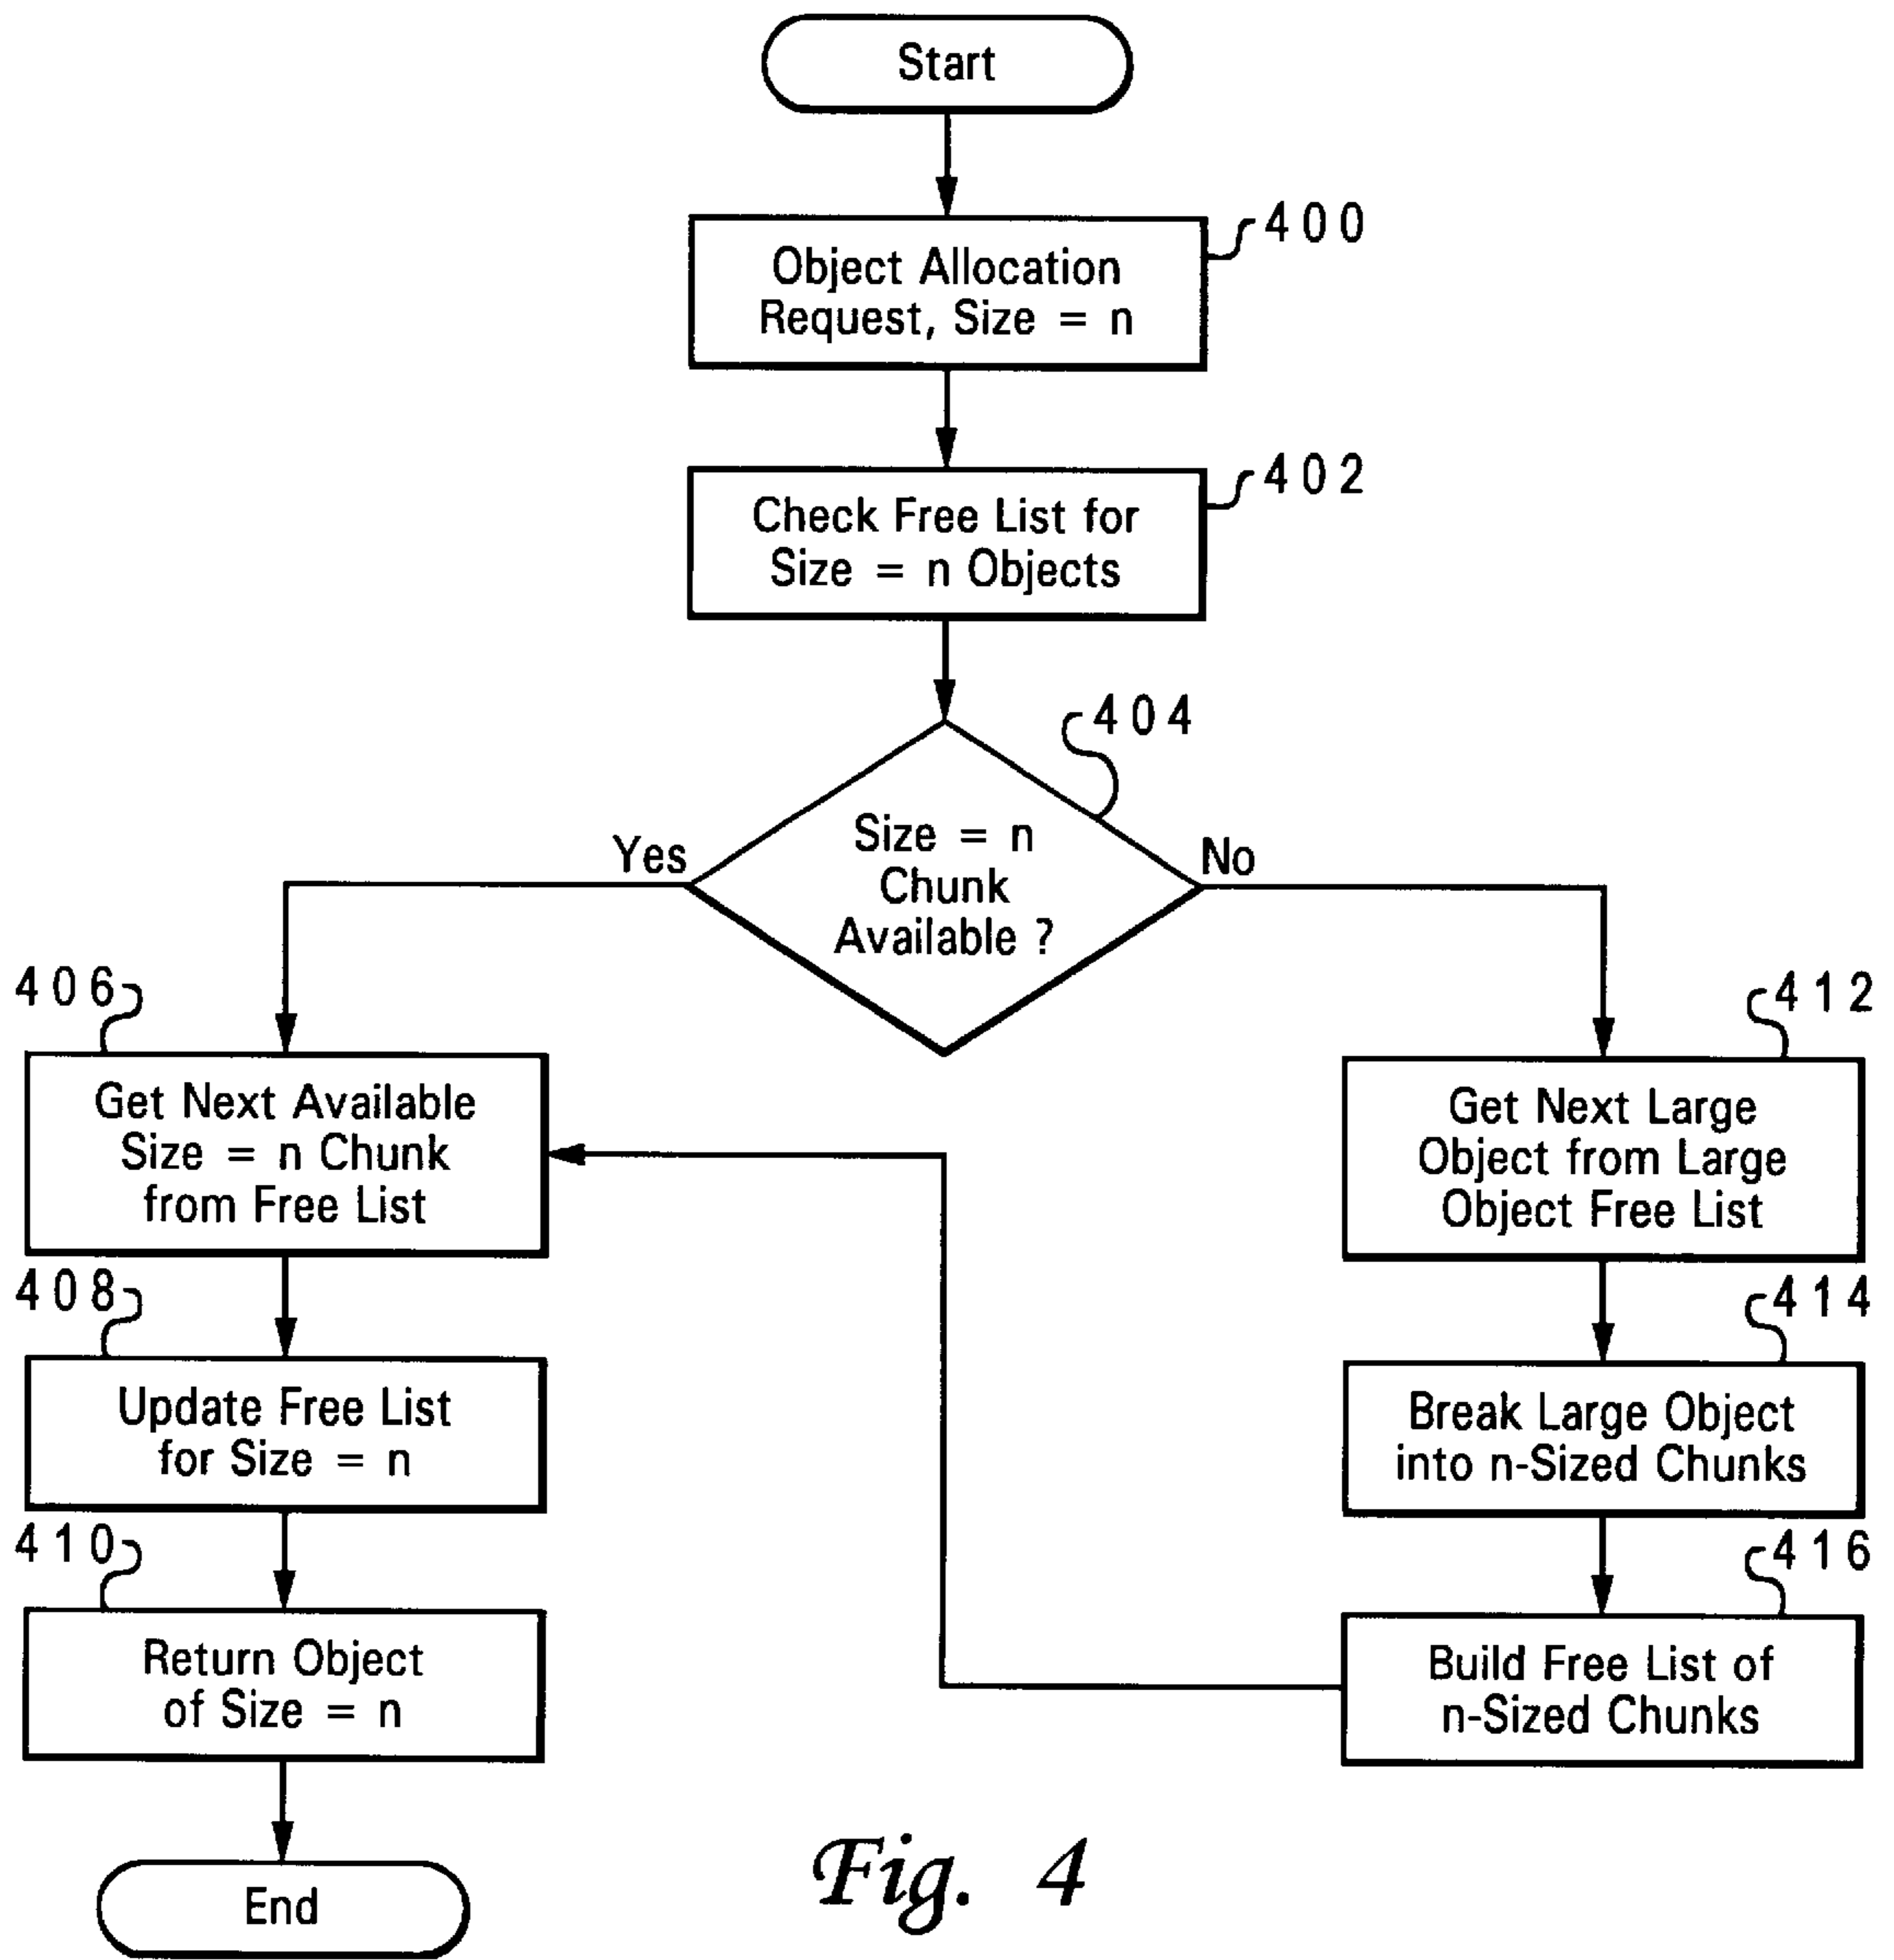 Start
400
Object Allocation
Request, Size = n
402
Check Free List for
Size = n Objects
404
Size = n
Chunk
Available ?
Yes
No
406
Get Next Available
Size = n Chunk
from Free List
408
Update Free List
for Size = n
410
Return Object
of Size = n
End
412
Get Next Large
Object from Large
Object Free List
414
Break Large Object
into n-Sized Chunks
416
Build Free List of
n-Sized Chunks
Fig. 4